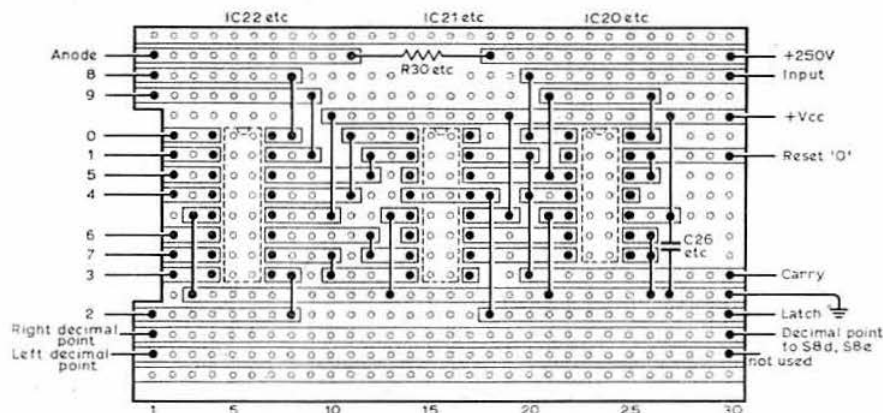 IC22 etc IC21 etc IC20 etc
Anode
R30 etc
+250V
8
Input
9
+Vcc
0
1
Reset 'O'
5
4
6
C26
etc
7
3
Carry
2
Latch
Right decimal
point
Decimal point
to S8d, S8e
Left decimal
point
not used
1 5 10 15 20 25 30